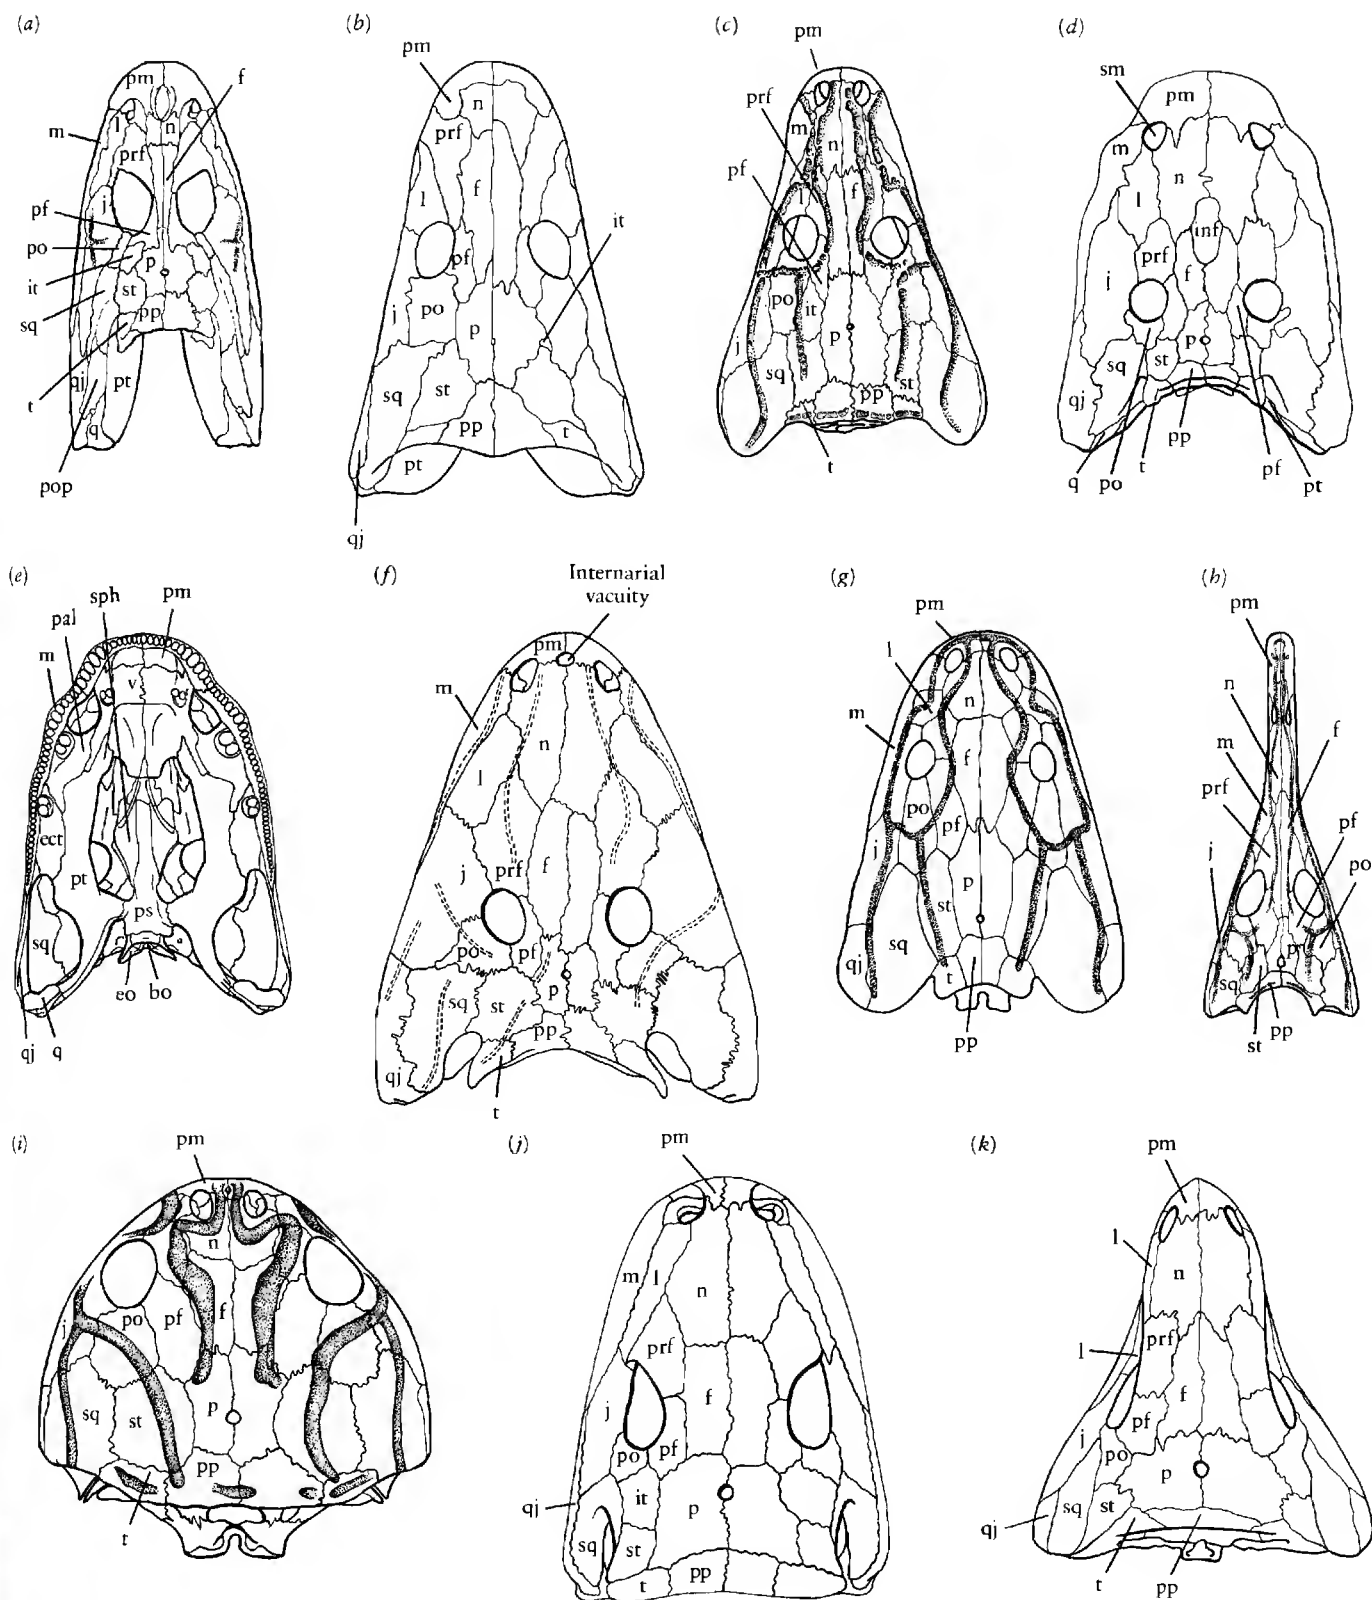 (a)
pm
f
l
n
m
prf
j
pf
po
p
it
st
sq
pp
qj
pt
t
q
pop
(b)
pm
n
prf
f
l
it
pf
po
j
p
sq
st
pp
t
pt
qj
(c)
pm
prf
m
n
pf
l
f
po
it
p
j
sq
st
pp
t
(d)
sm
pm
m
n
l
inf
prf
j
f
p
sq
st
qj
pp
t
q
po
pf
pt
(e)
sph
pm
pal
m
v
ect
pt
ps
sq
eo
bo
qj
q
(f)
Internarial
vacuity
pm
m
n
l
j
prf
f
po
pf
p
sq
st
pp
qj
t
(g)
pm
l
n
m
f
po
pf
j
p
st
sq
qj
t
pp
(h)
pm
n
m
f
prf
pf
j
po
p
sq
pp
st
(i)
pm
n
f
pf
po
j
p
sq
st
pp
t
(j)
pm
m
l
n
prf
f
j
po
pf
it
p
qj
sq
st
t
pp
(k)
pm
l
n
prf
l
f
pf
j
po
p
sq
st
qj
t
pp